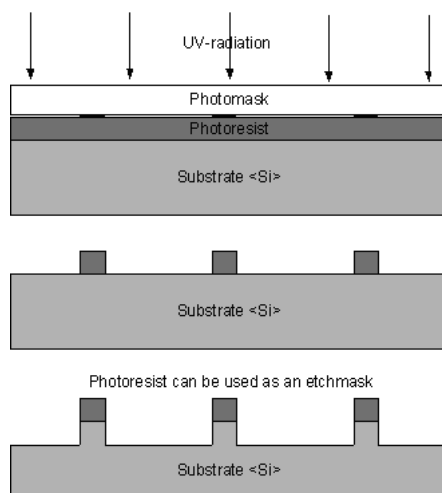 UV-radiation
Photomask
Photoresist
Substrate <Si>
Substrate <Si>
Photoresist can be used as an etchmask
Substrate <Si>